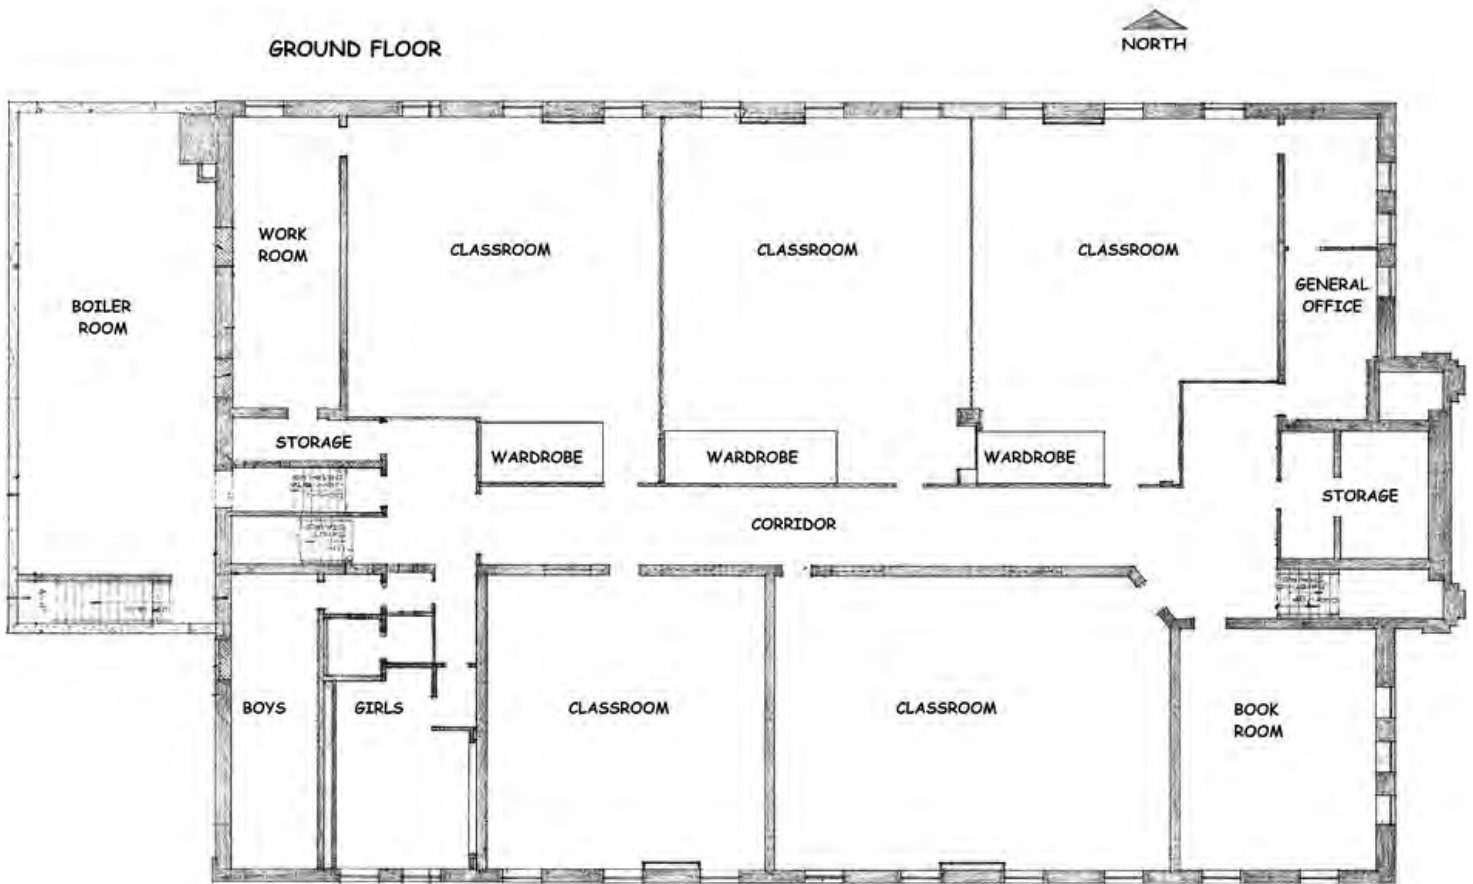 GROUND FLOOR
NORTH
WORK
ROOM
CLASSROOM
CLASSROOM
CLASSROOM
GENERAL
OFFICE
BOILER
ROOM
STORAGE
WARDROBE
WARDROBE
WARDROBE
STORAGE
CORRIDOR
BOYS
GIRLS
CLASSROOM
CLASSROOM
BOOK
ROOM